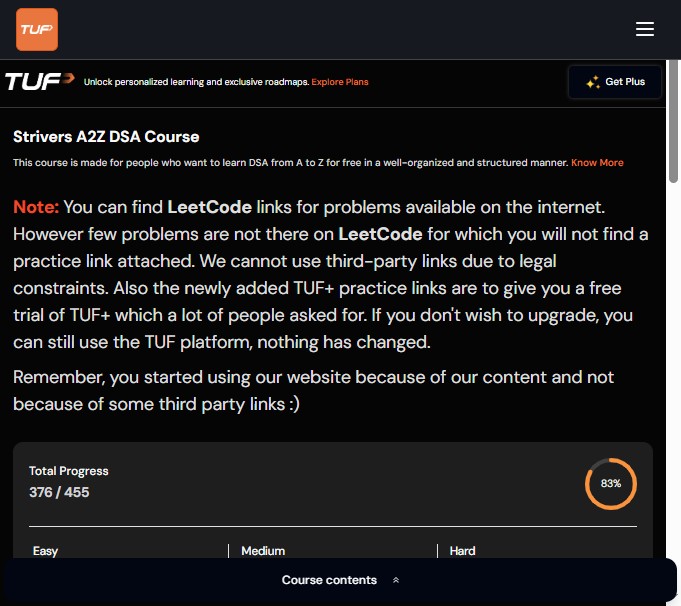 TUF
TUF Unlock personalized learning and exclusive roadmaps. Explore Plans Get Plus
Strivers A2Z DSA Course
This course is made for people who want to learn DSA from A to Z for free in a well-organized and structured manner. Know More
Note: You can find LeetCode links for problems available on the internet.
However few problems are not there on LeetCode for which you will not find a
practice link attached. We cannot use third-party links due to legal
constraints. Also the newly added TUF+ practice links are to give you a free
trial of TUF+ which a lot of people asked for. If you don't wish to upgrade, you
can still use the TUF platform, nothing has changed.
Remember, you started using our website because of our content and not
because of some third party links :)
Total Progress
376 / 455
83%
Easy Medium Hard
Course contents